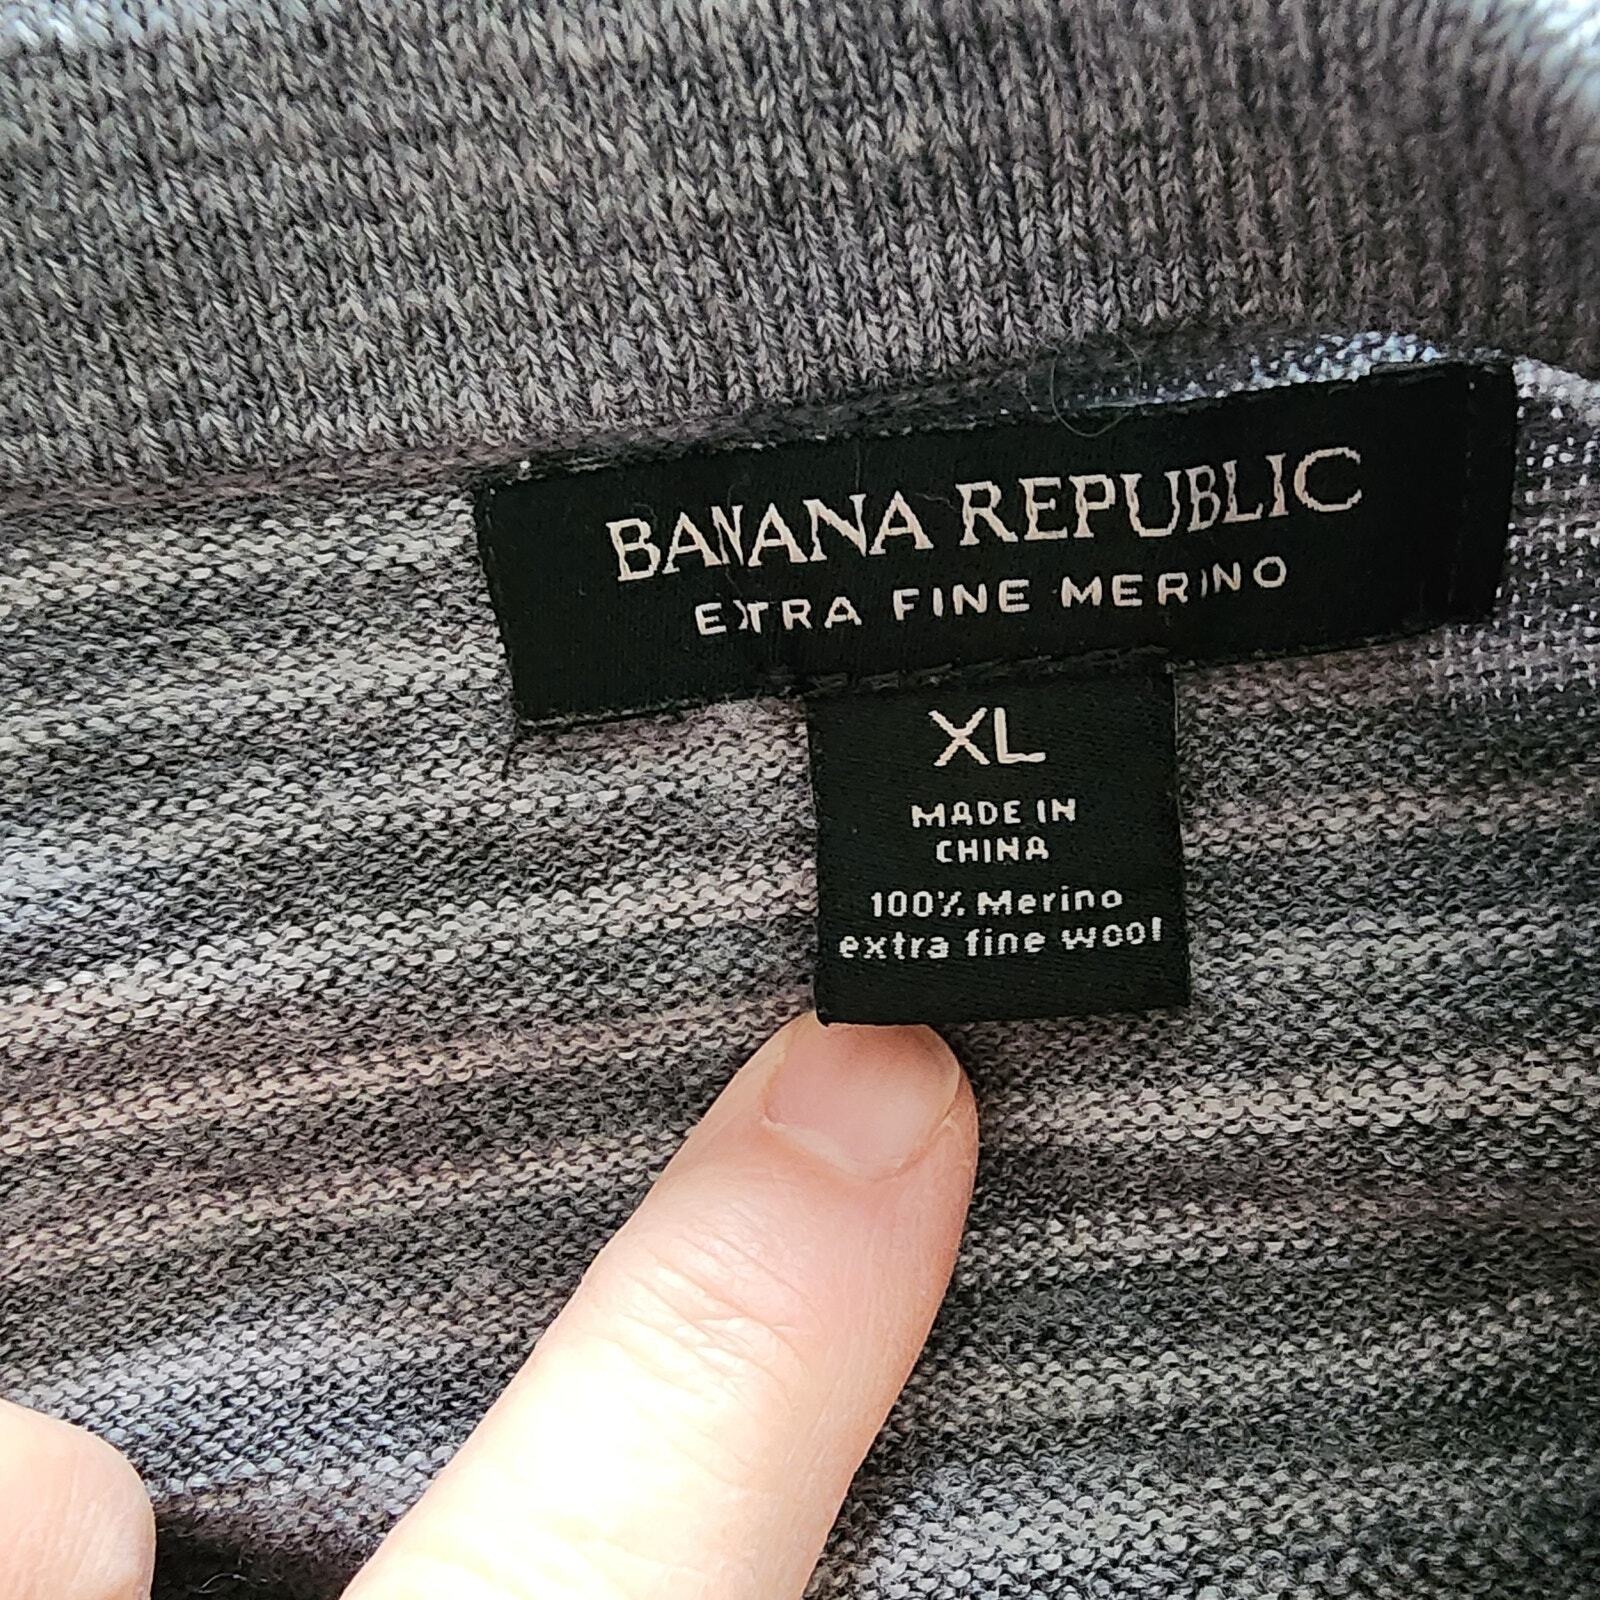 BANANA REPUBLIC
EXTRA FINE MERINO
XL
MADE IN
CHINA
100% Merino
extra fine wool